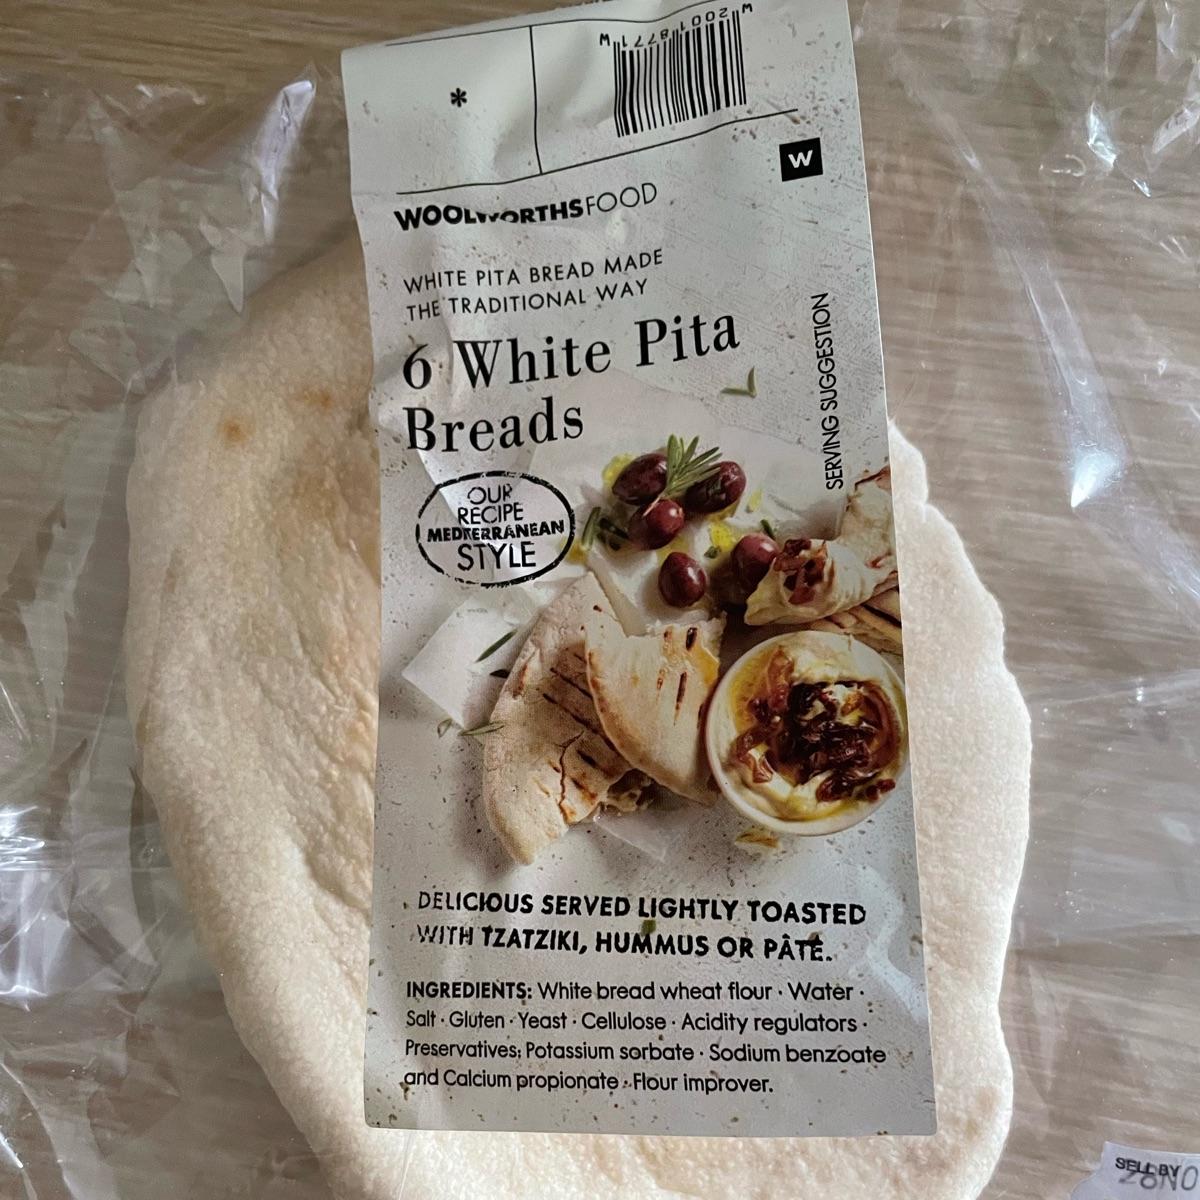 W 2001 8771 W
*
W
WOOLWORTHSFOOD
WHITE PITA BREAD MADE
THE TRADITIONAL WAY
6 White Pita
Breads
SERVING SUGGESTION
OUR
RECIPE
MEDITERRANEAN
STYLE
DELICIOUS SERVED LIGHTLY TOASTED
WITH TZATZIKI, HUMMUS OR PÂTÉ.
INGREDIENTS: White bread wheat flour · Water ·
Salt · Gluten · Yeast · Cellulose · Acidity regulators ·
Preservatives: Potassium sorbate · Sodium benzoate
and Calcium propionate · Flour improver.
SELL BY